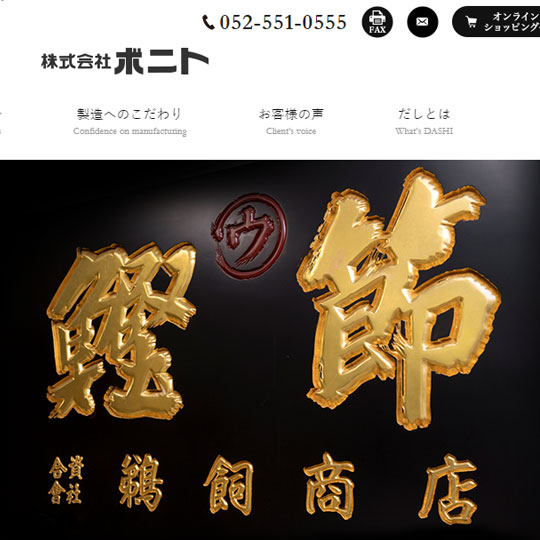 052-551-0555
FAX
オンライン
ショッピング
株式会社ボニト
製造へのこだわり
Confidence on manufacturing
お客様の声
Client's voice
だしとは
What's DASHI
ウ
鰹節
合資會社 鵜飼商店